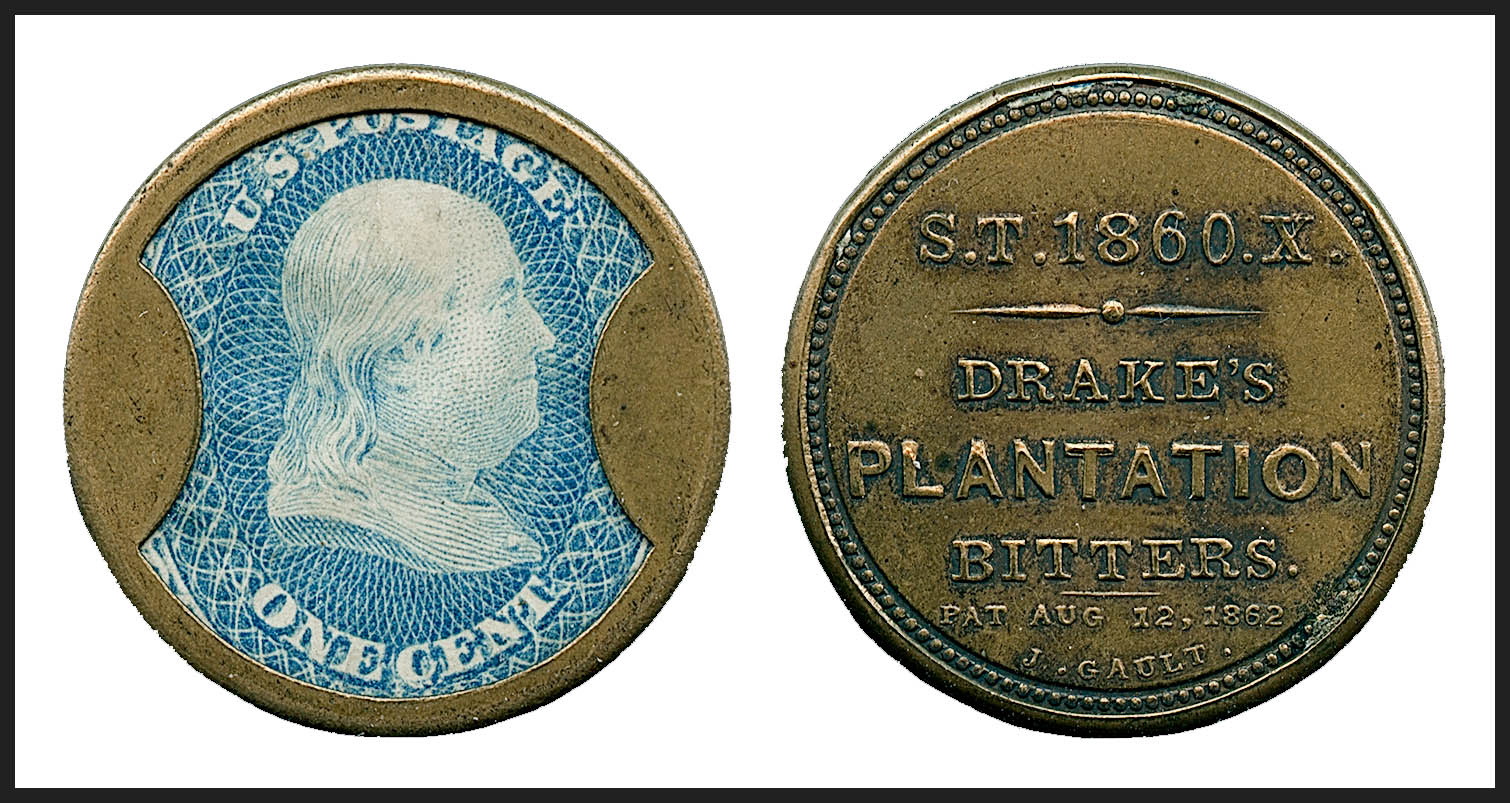 U.S. POSTAGE
ONE CENT.
S.T.1860.X.
DRAKE'S
PLANTATION
BITTERS.
PAT AUG 12, 1862
J. GAULT.